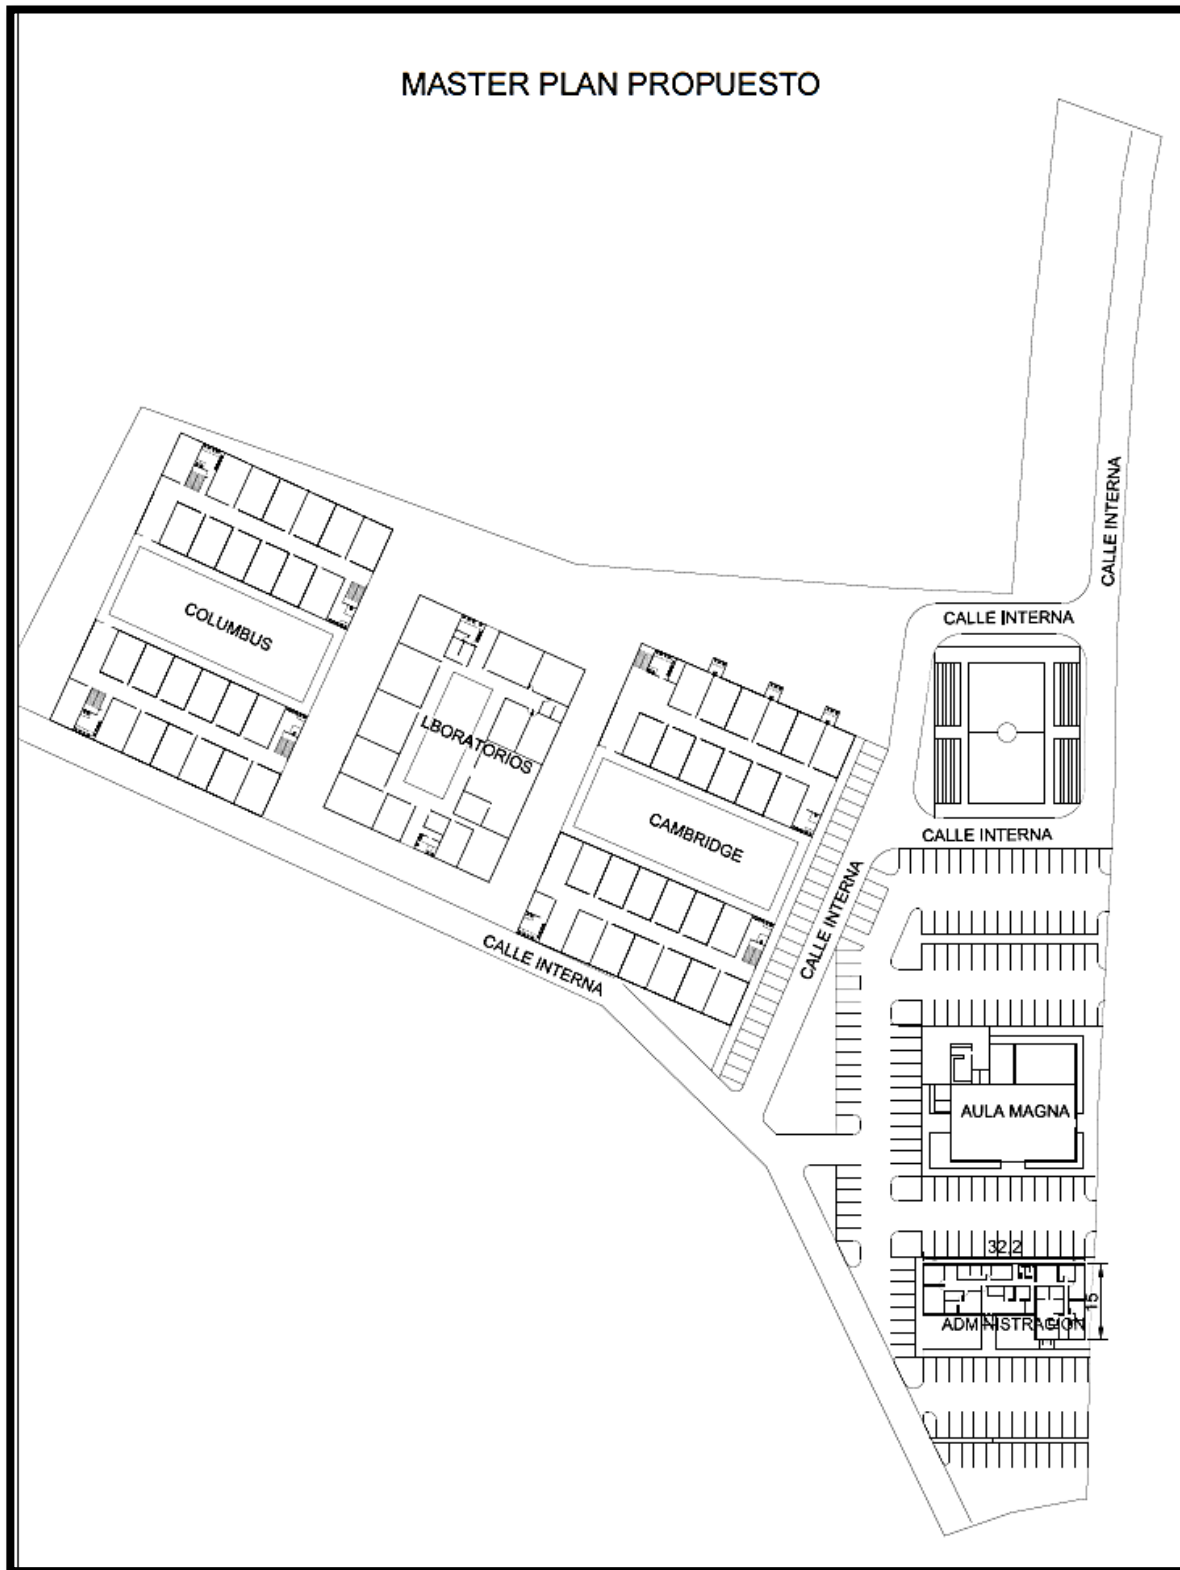 MASTER PLAN PROPUESTO
CALLE INTERNA
CALLE INTERNA
COLUMBUS
LBORATORIOS
CAMBRIDGE
CALLE INTERNA
CALLE INTERNA
CALLE INTERNA
AULA MAGNA
32,2
15
ADMINISTRACION